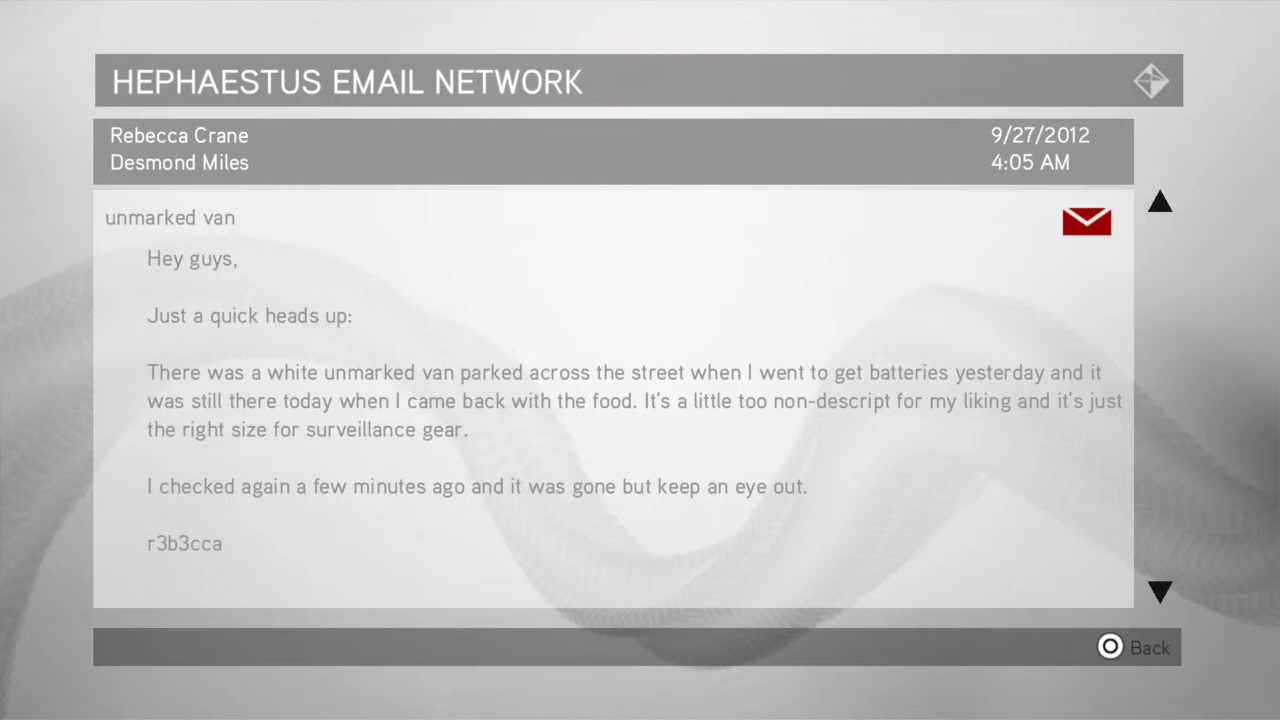 HEPHAESTUS EMAIL NETWORK
Rebecca Crane
9/27/2012
Desmond Miles
4:05 AM
unmarked van
Hey guys,
Just a quick heads up:
There was a white unmarked van parked across the street when I went to get batteries yesterday and it
was still there today when I came back with the food. It's a little too non-descript for my liking and it's just
the right size for surveillance gear.
I checked again a few minutes ago and it was gone but keep an eye out.
r3b3cca
Back